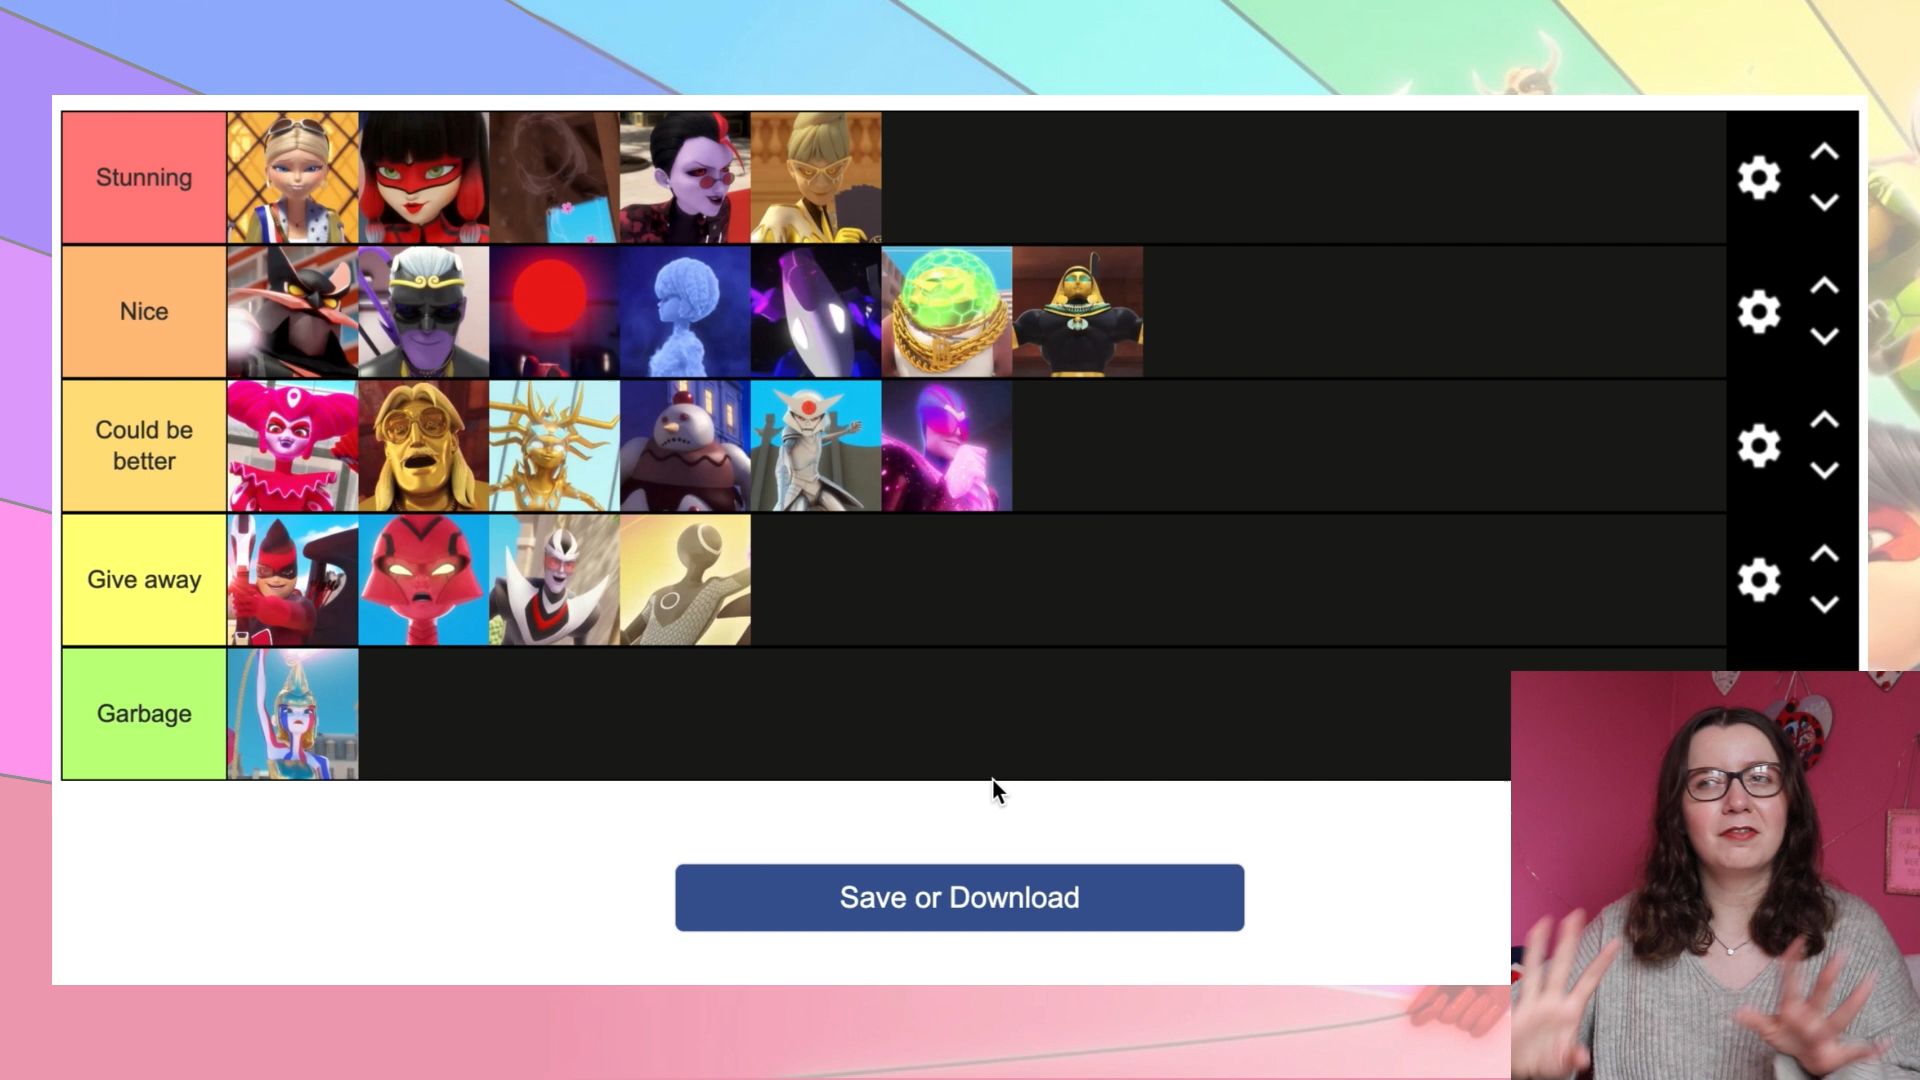 Stunning
Nice
Could be
better
Give away
Garbage
Save or Download